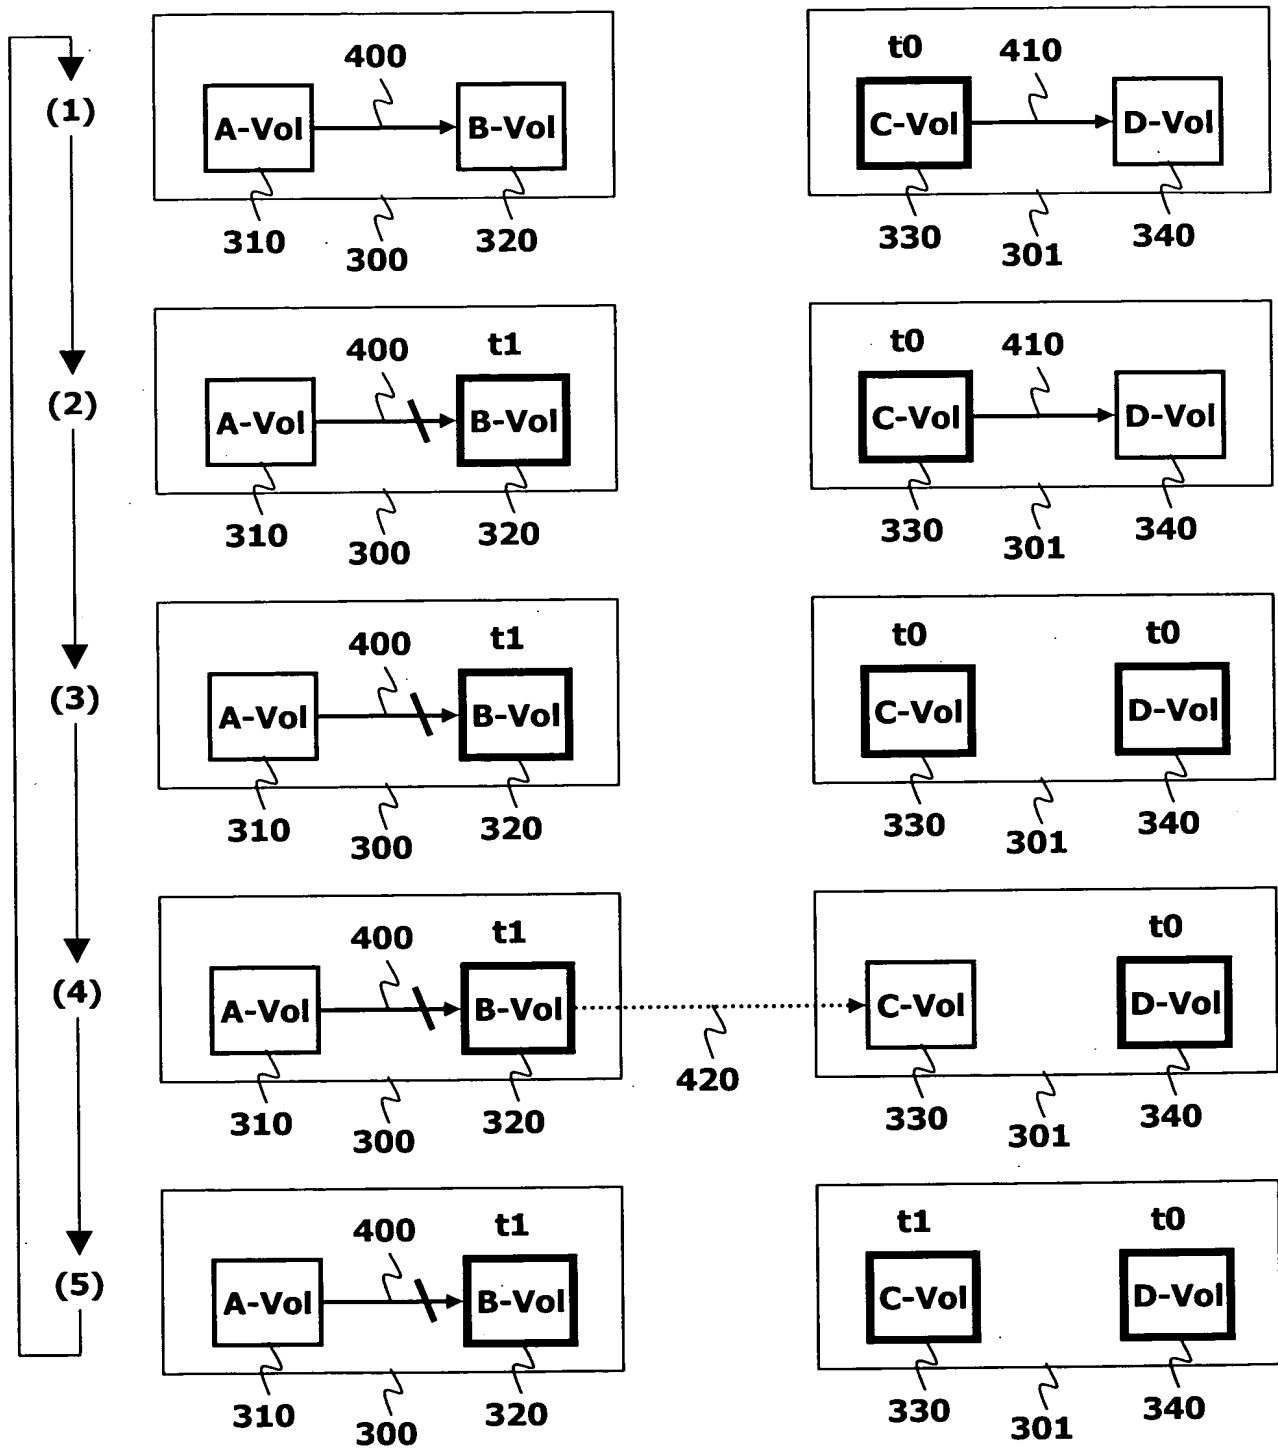 400 t0 410
(1) A-Vol B-Vol C-Vol D-Vol
310 300 320 330 301 340
400 t1 t0 410
(2) A-Vol B-Vol C-Vol D-Vol
310 300 320 330 301 340
400 t1 t0 t0
(3) A-Vol B-Vol C-Vol D-Vol
310 300 320 330 301 340
400 t1 t0
(4) A-Vol B-Vol C-Vol D-Vol
310 300 320 420 330 301 340
400 t1 t1 t0
(5) A-Vol B-Vol C-Vol D-Vol
310 300 320 330 301 340